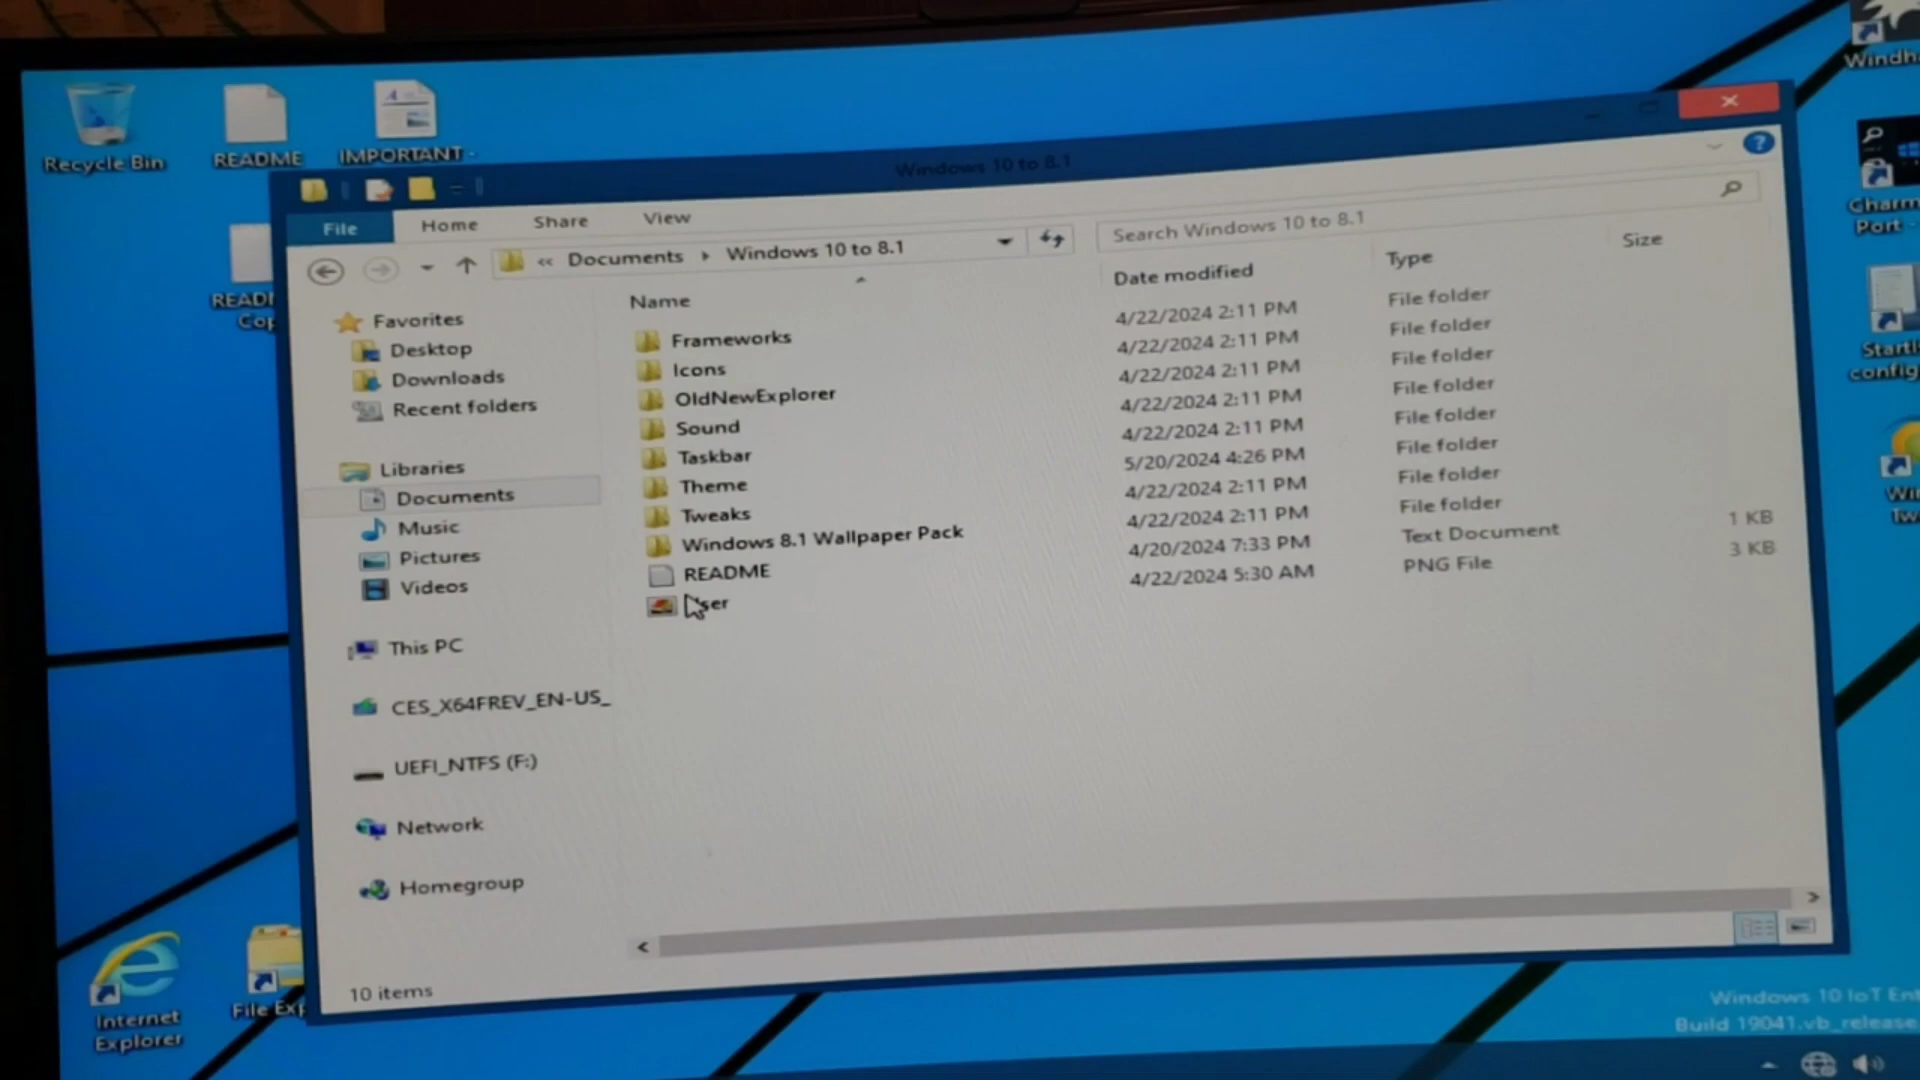 Recycle Bin
README
IMPORTANT -
Windows 10 to 8.1
File
Home
Share
View
« Documents
Windows 10 to 8.1
Search Windows 10 to 8.1
Name
Date modified
Type
Size
Favorites
Desktop
Downloads
Recent folders
Libraries
Documents
Music
Pictures
Videos
This PC
CES_X64FREV_EN-US_
UEFI_NTFS (F:)
Network
Homegroup
Frameworks
4/22/2024 2:11 PM
File folder
Icons
4/22/2024 2:11 PM
File folder
OldNewExplorer
4/22/2024 2:11 PM
File folder
Sound
4/22/2024 2:11 PM
File folder
Taskbar
4/22/2024 2:11 PM
File folder
Theme
5/20/2024 4:26 PM
File folder
Tweaks
4/22/2024 2:11 PM
File folder
Windows 8.1 Wallpaper Pack
4/22/2024 2:11 PM
File folder
README
4/20/2024 7:33 PM
Text Document
1 KB
4/22/2024 5:30 AM
PNG File
3 KB
10 items
Internet
Explorer
File Exp
Charm
Port -
StartI
config
Windows 10 IoT Ent
Build 19041.vb_release